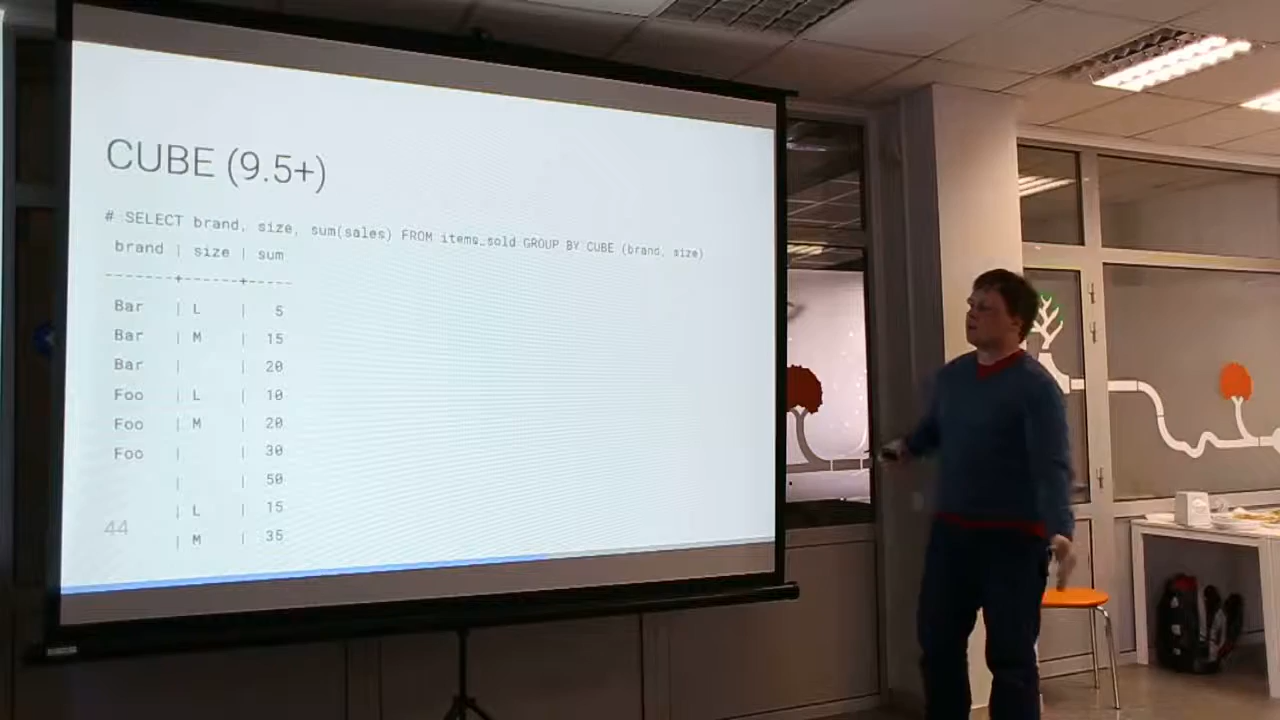 CUBE (9.5+)
# SELECT brand, size, sum(sales) FROM items_sold GROUP BY CUBE (brand, size)
brand | size | sum
-------+------+-----
Bar | L | 5
Bar | M | 15
Bar | | 20
Foo | L | 10
Foo | M | 20
Foo | | 30
| | 50
| L | 15
| M | 35
44